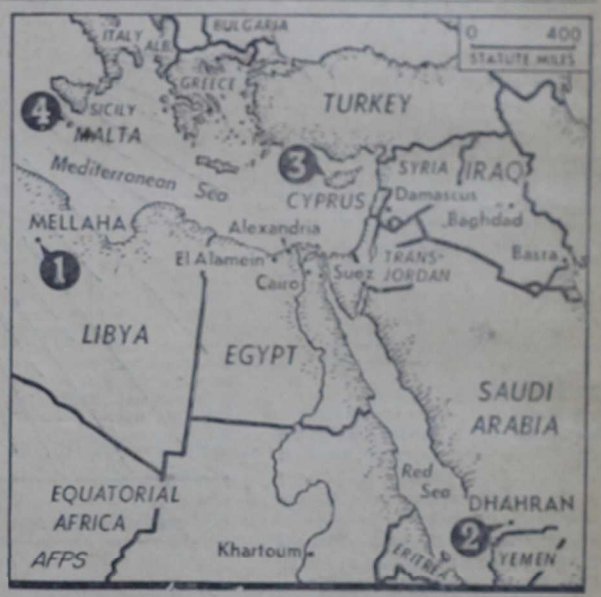 BULGARIA
ITALY
ALB.
0 400
STATUTE MILES
GREECE
TURKEY
4
SICILY
MALTA
Mediterranean Sea
3
CYPRUS
SYRIA
IRAQ
Damascus
Baghdad
MELLAHA
Alexandria
El Alamein
Cairo
Suez
TRANS-
JORDAN
Basra
1
LIBYA
EGYPT
SAUDI
ARABIA
Red
Sea
EQUATORIAL
AFRICA
DHAHRAN
2
AFPS
Khartoum
ERITREA
YEMEN